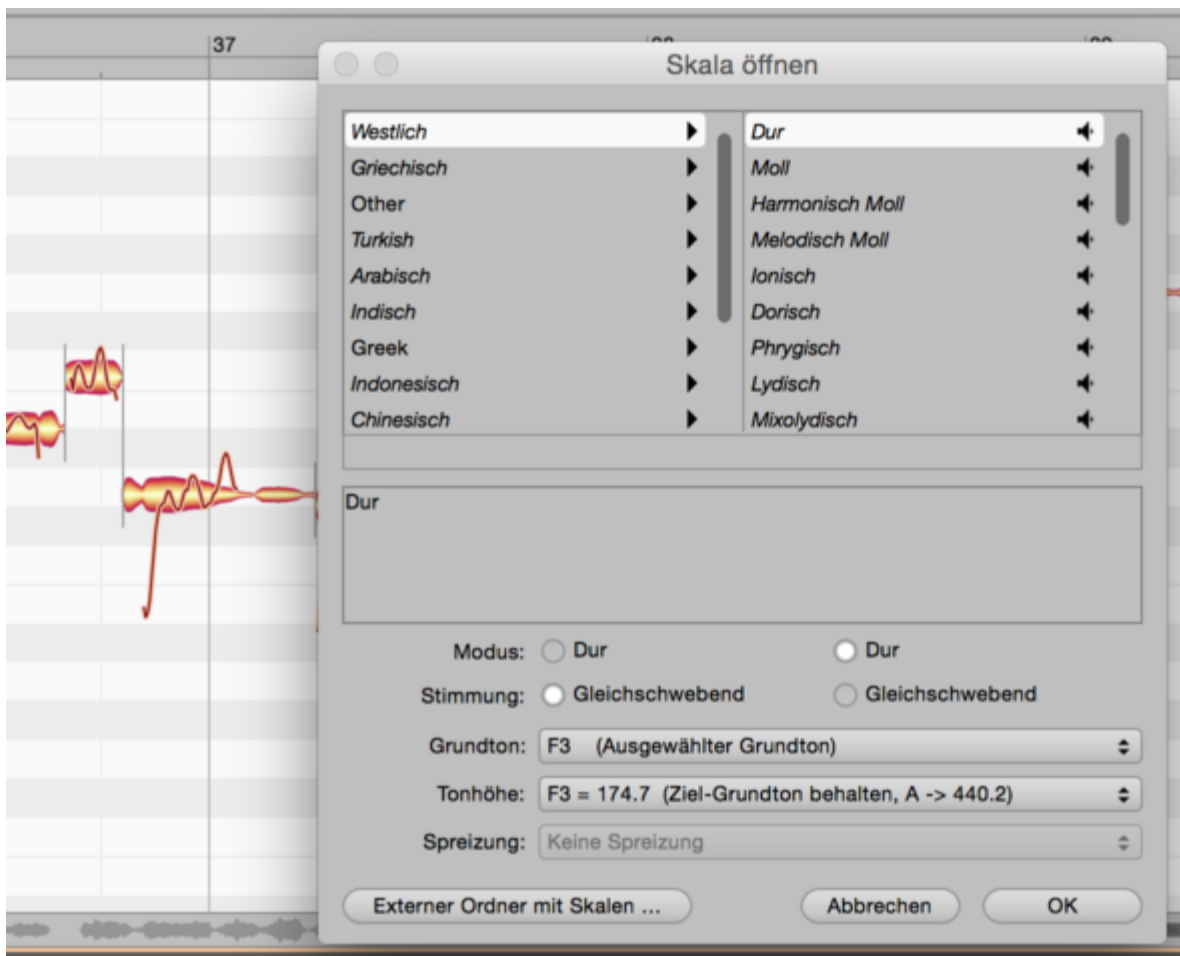 37
Skala öffnen
Westlich
Griechisch
Other
Turkish
Arabisch
Indisch
Greek
Indonesisch
Chinesisch
Dur
Moll
Harmonisch Moll
Melodisch Moll
Ionisch
Dorisch
Phrygisch
Lydisch
Mixolydisch
Dur
Modus: Dur Dur
Stimmung: Gleichschwebend Gleichschwebend
Grundton: F3 (Ausgewählter Grundton)
Tonhöhe: F3 = 174.7 (Ziel-Grundton behalten, A -> 440.2)
Spreizung: Keine Spreizung
Externer Ordner mit Skalen ... Abbrechen OK